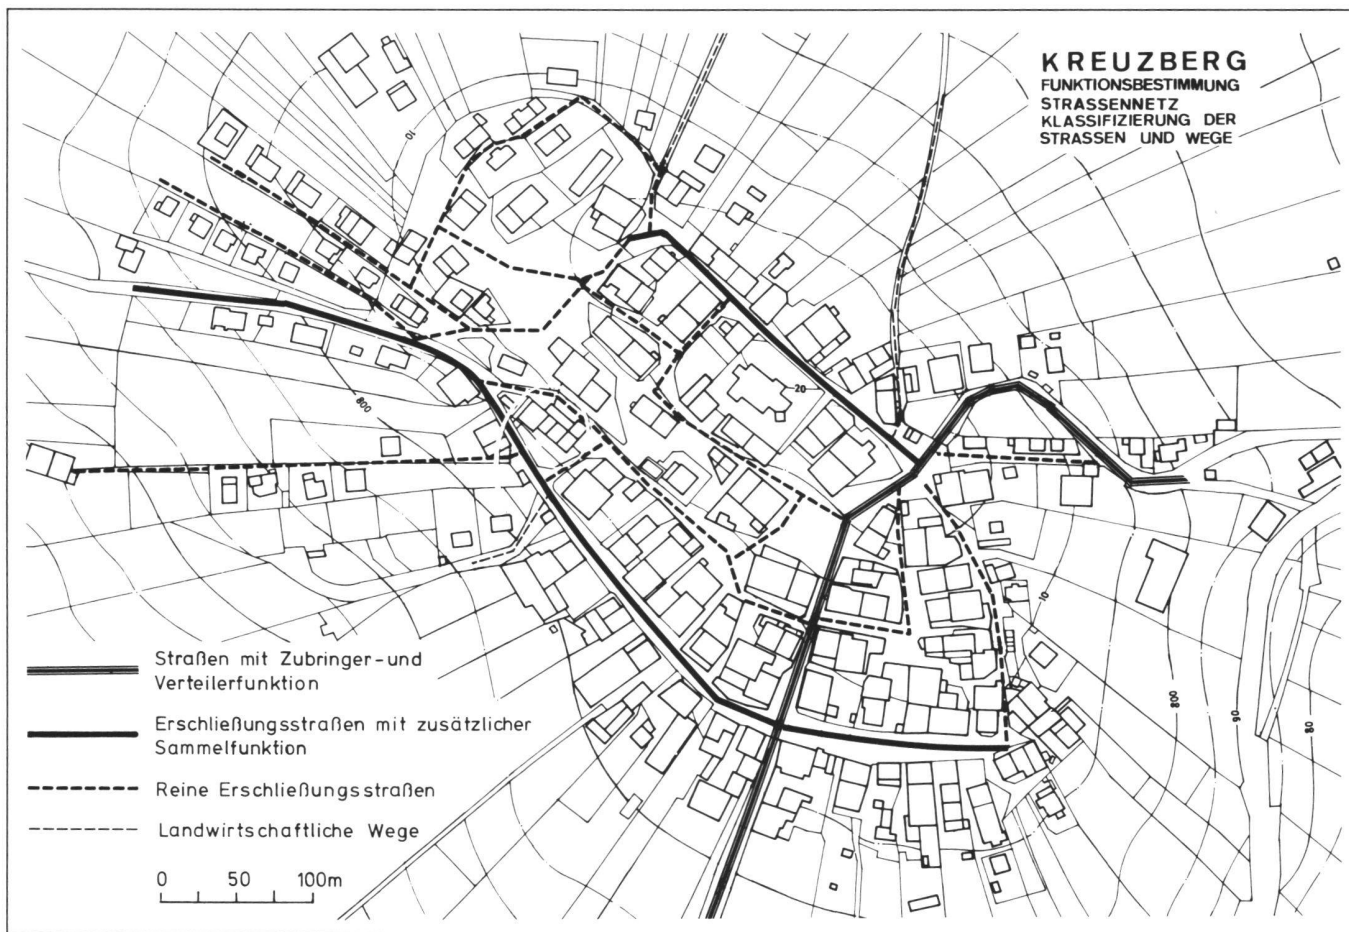 KREUZBERG
FUNKTIONSBESTIMMUNG
STRASSENNETZ
KLASSIFIZIERUNG DER
STRASSEN UND WEGE
10
800
20
10
800
90
80
Straßen mit Zubringer- und
Verteilerfunktion
Erschließungsstraßen mit zusätzlicher
Sammelfunktion
Reine Erschließungsstraßen
Landwirtschaftliche Wege
0 50 100m